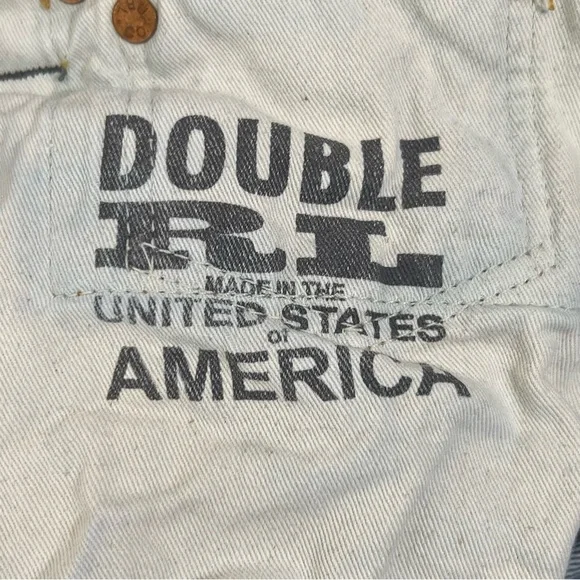 DOUBLE
RL
MADE IN THE
UNITED STATES
OF
AMERICA